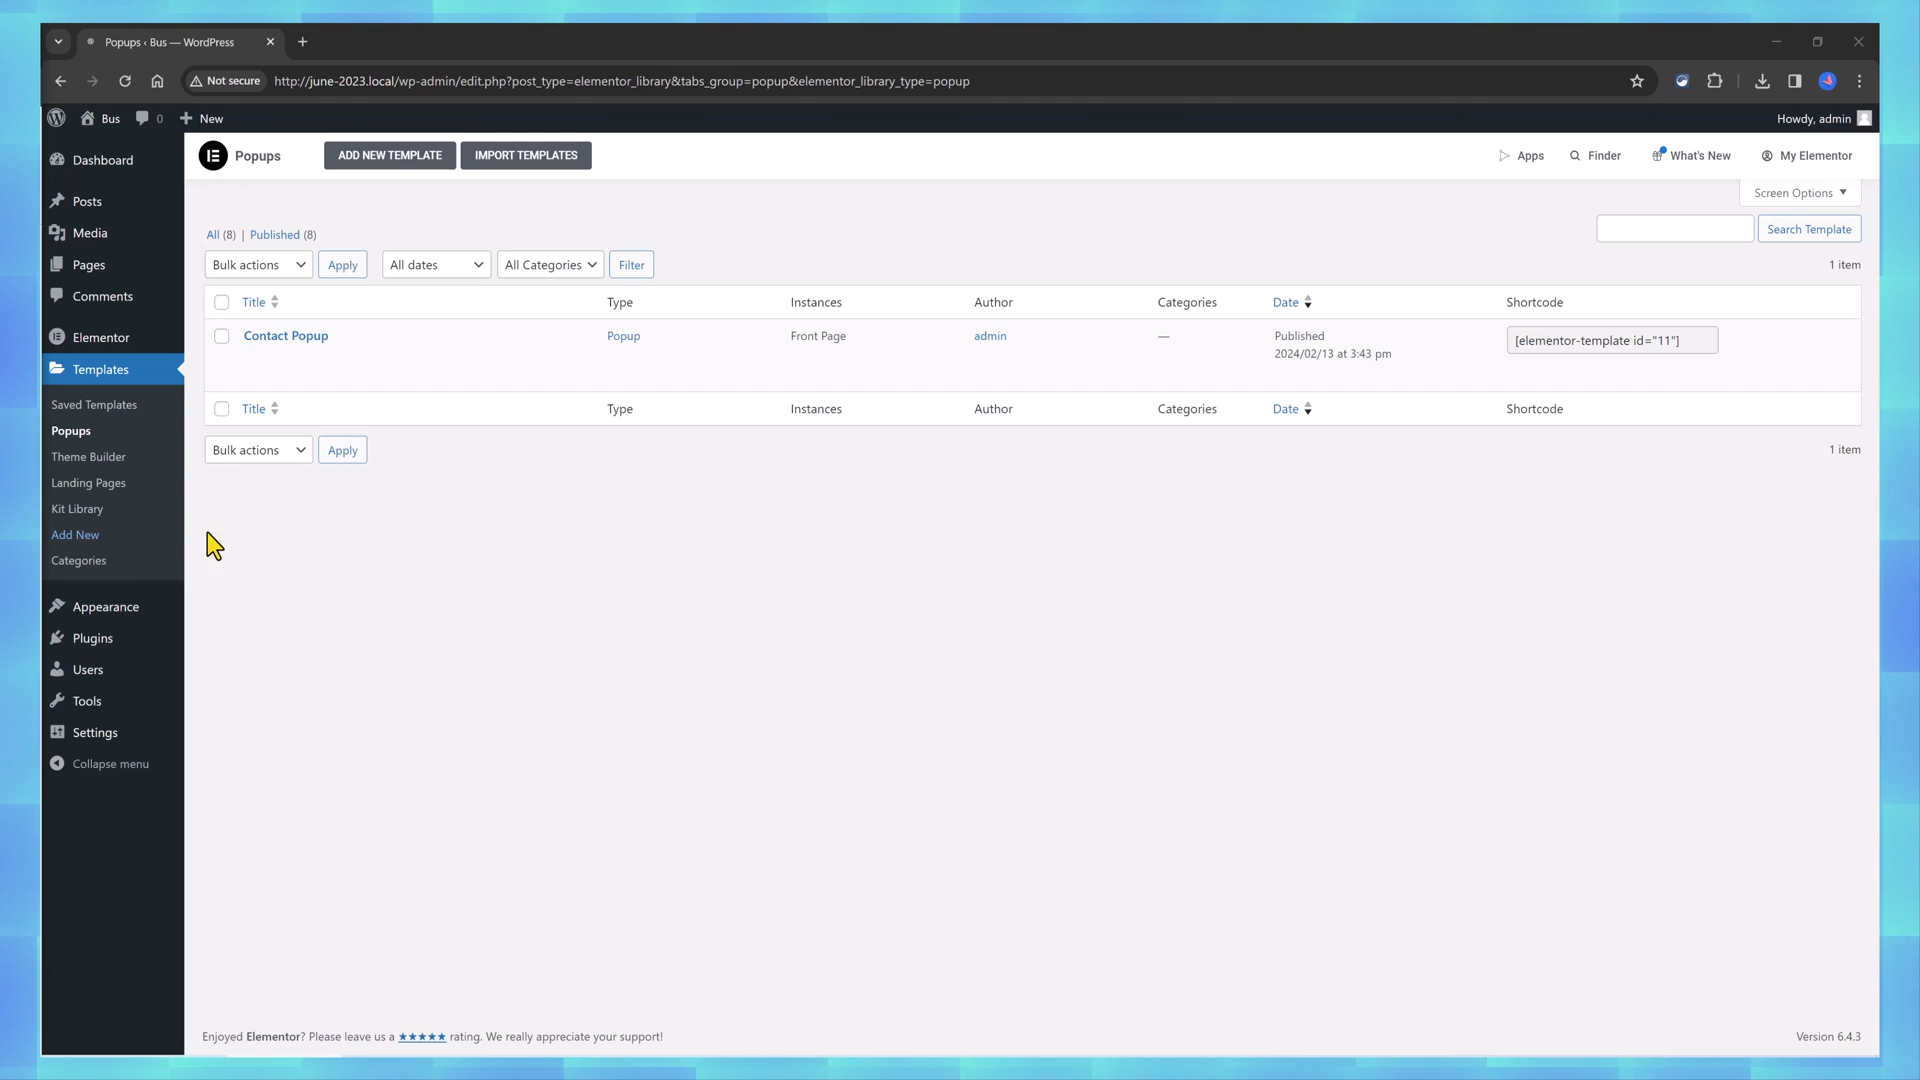 Popups ‹ Bus — WordPress
Not secure
http://june-2023.local/wp-admin/edit.php?post_type=elementor_library&tabs_group=popup&elementor_library_type=popup
Bus 0 New Howdy, admin
Dashboard
Posts
Media
Pages
Comments
Elementor
Templates
Saved Templates
Popups
Theme Builder
Landing Pages
Kit Library
Add New
Categories
Appearance
Plugins
Users
Tools
Settings
Collapse menu
Popups ADD NEW TEMPLATE IMPORT TEMPLATES Apps Finder What's New My Elementor
Screen Options
All (8) | Published (8) Search Template
Bulk actions Apply All dates All Categories Filter 1 item
Title Type Instances Author Categories Date Shortcode
Contact Popup Popup Front Page admin — Published [elementor-template id="11"]
2024/02/13 at 3:43 pm
Title Type Instances Author Categories Date Shortcode
Bulk actions Apply 1 item
Enjoyed Elementor? Please leave us a ★★★★★ rating. We really appreciate your support! Version 6.4.3